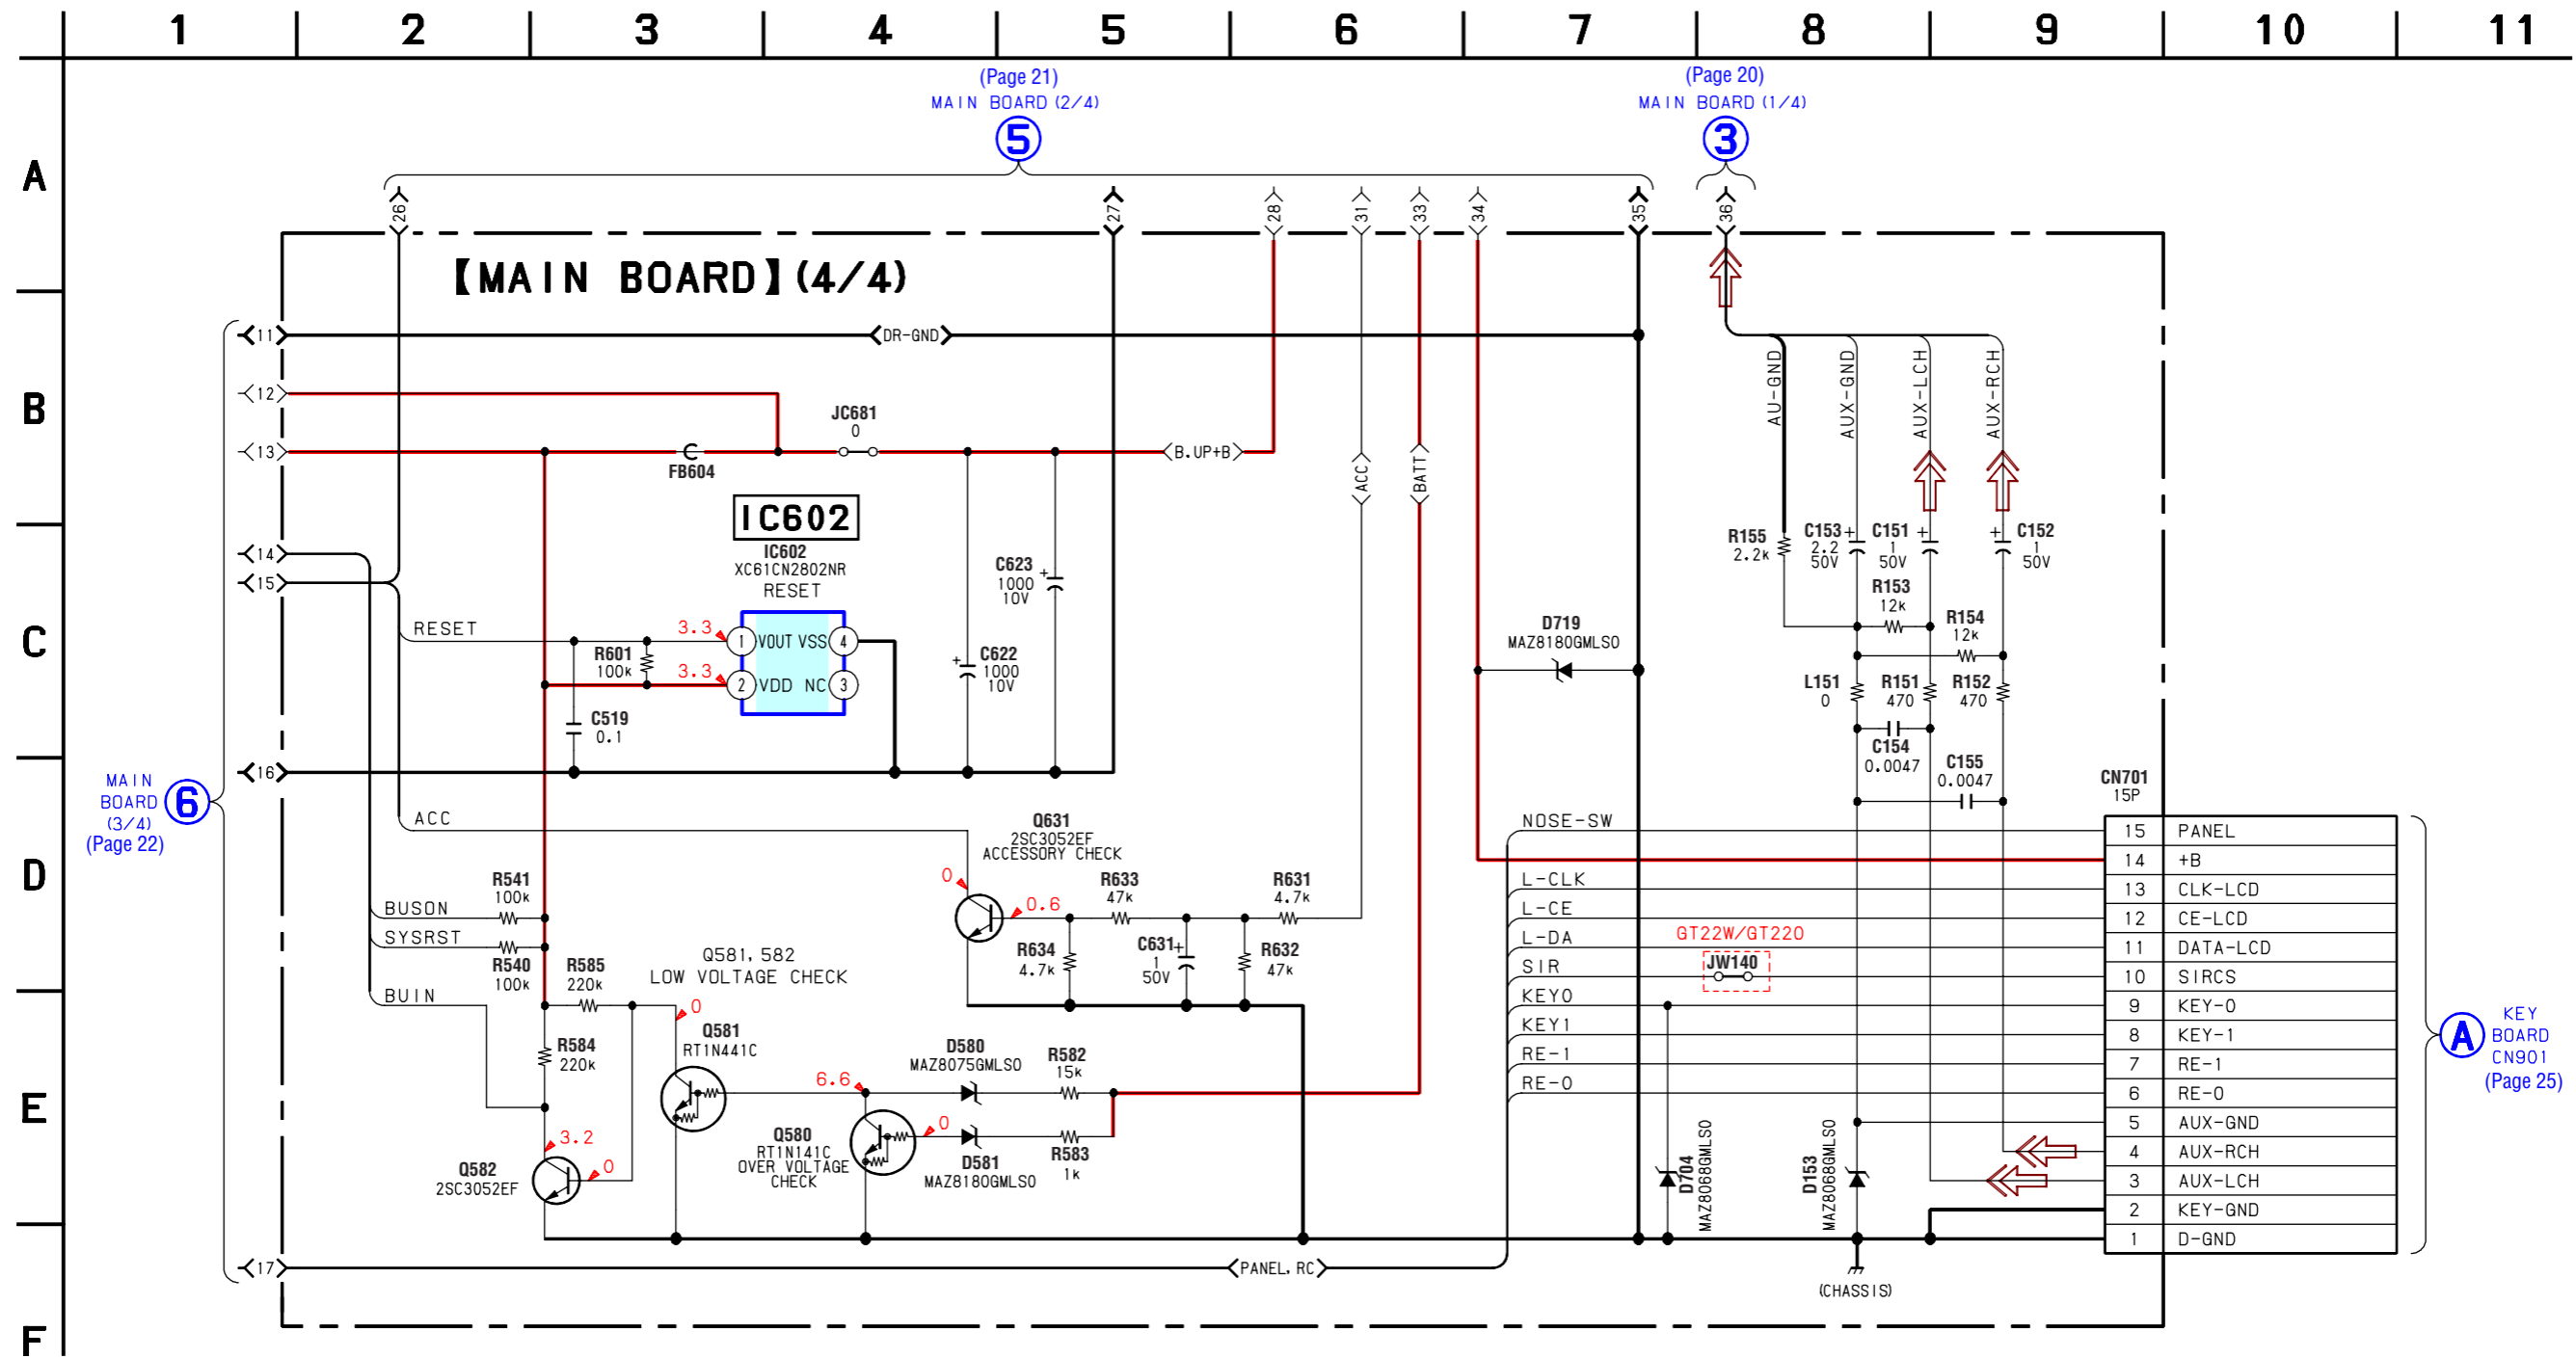 1 2 3 4 5 6 7 8 9 10 11
(Page 21)
MAIN BOARD (2/4)
5
(Page 20)
MAIN BOARD (1/4)
3
A
26
27
28
31
33
34
35
36
【MAIN BOARD】(4/4)
11
DR-GND
B
12
13
FB604
JC681
0
B.UP+B
ACC
BATT
AU-GND
AUX-GND
AUX-LCH
AUX-RCH
IC602
IC602
XC61CN2802NR
RESET
14
15
C
RESET
R601
100k
3.3
3.3
1 VOUT VSS 4
2 VDD NC 3
C519
0.1
C623
+
1000
10V
C622
+
1000
10V
D719
MAZ8180GMLS0
R155
2.2k
C153
+
2.2
50V
C151
+
1
50V
C152
+
1
50V
R153
12k
R154
12k
L151
0
R151
470
R152
470
C154
0.0047
C155
0.0047
16
MAIN
BOARD
(3/4)
(Page 22)
6
D
ACC
Q631
2SC3052EF
ACCESSORY CHECK
0
0.6
R633
47k
R631
4.7k
R634
4.7k
C631
+
1
50V
R632
47k
R541
100k
BUSON
SYSRST
R540
100k
R585
220k
BUIN
Q581, 582
LOW VOLTAGE CHECK
0
Q581
RT1N441C
R584
220k
E
D580
MAZ8075GMLS0
R582
15k
6.6
Q580
RT1N141C
OVER VOLTAGE
CHECK
0
D581
MAZ8180GMLS0
R583
1k
3.2
0
Q582
2SC3052EF
NOSE-SW
L-CLK
L-CE
L-DA
SIR
KEY0
KEY1
RE-1
RE-0
GT22W/GT220
JW140
D704
MAZ8068GMLS0
D153
MAZ8068GMLS0
CN701
15P
15 PANEL
14 +B
13 CLK-LCD
12 CE-LCD
11 DATA-LCD
10 SIRCS
9 KEY-0
8 KEY-1
7 RE-1
6 RE-0
5 AUX-GND
4 AUX-RCH
3 AUX-LCH
2 KEY-GND
1 D-GND
A
KEY
BOARD
CN901
(Page 25)
17
PANEL.RC
(CHASSIS)
F